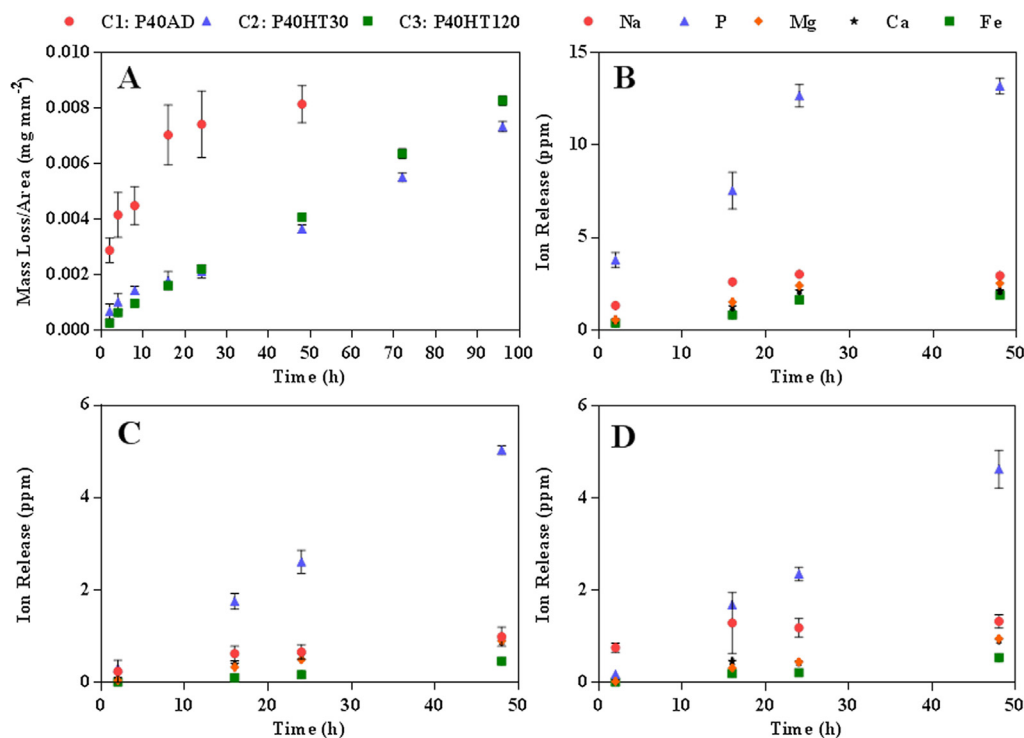 C1: P40AD C2: P40HT30 C3: P40HT120
Na P Mg Ca Fe
A
Mass Loss/Area (mg mm⁻²)
0.010
0.008
0.006
0.004
0.002
0.000
0 10 20 30 40 50 60 70 80 90 100
Time (h)
B
Ion Release (ppm)
15
10
5
0
0 10 20 30 40 50
Time (h)
C
Ion Release (ppm)
6
4
2
0
0 10 20 30 40 50
Time (h)
D
Ion Release (ppm)
6
4
2
0
0 10 20 30 40 50
Time (h)